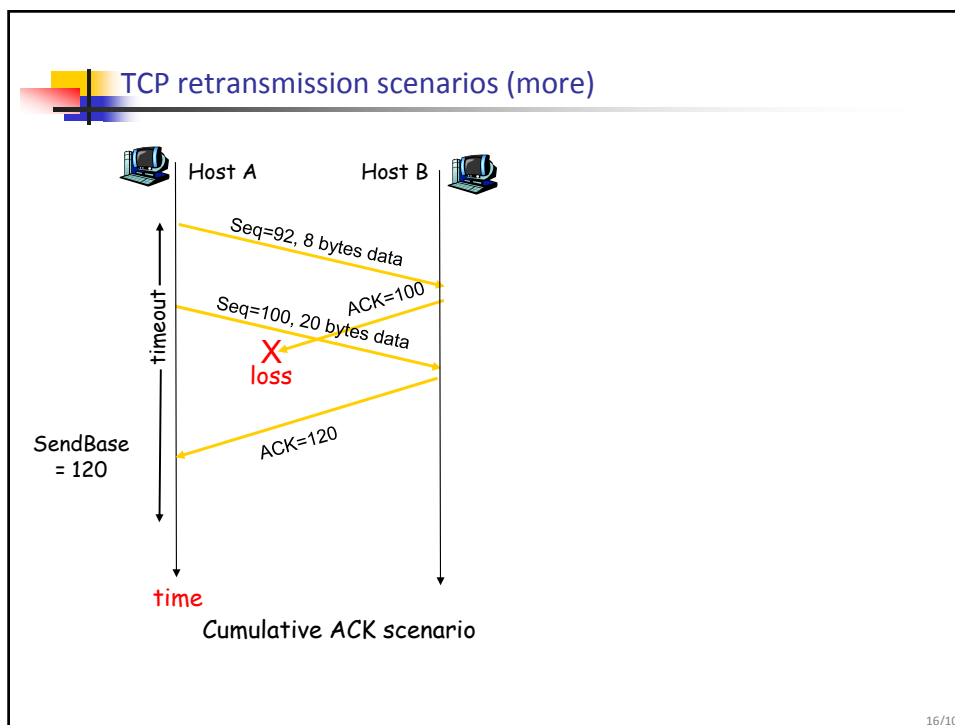 TCP retransmission scenarios (more)
Host A
Host B
Seq=92, 8 bytes data
ACK=100
Seq=100, 20 bytes data
timeout
X
loss
ACK=120
SendBase
= 120
time
Cumulative ACK scenario